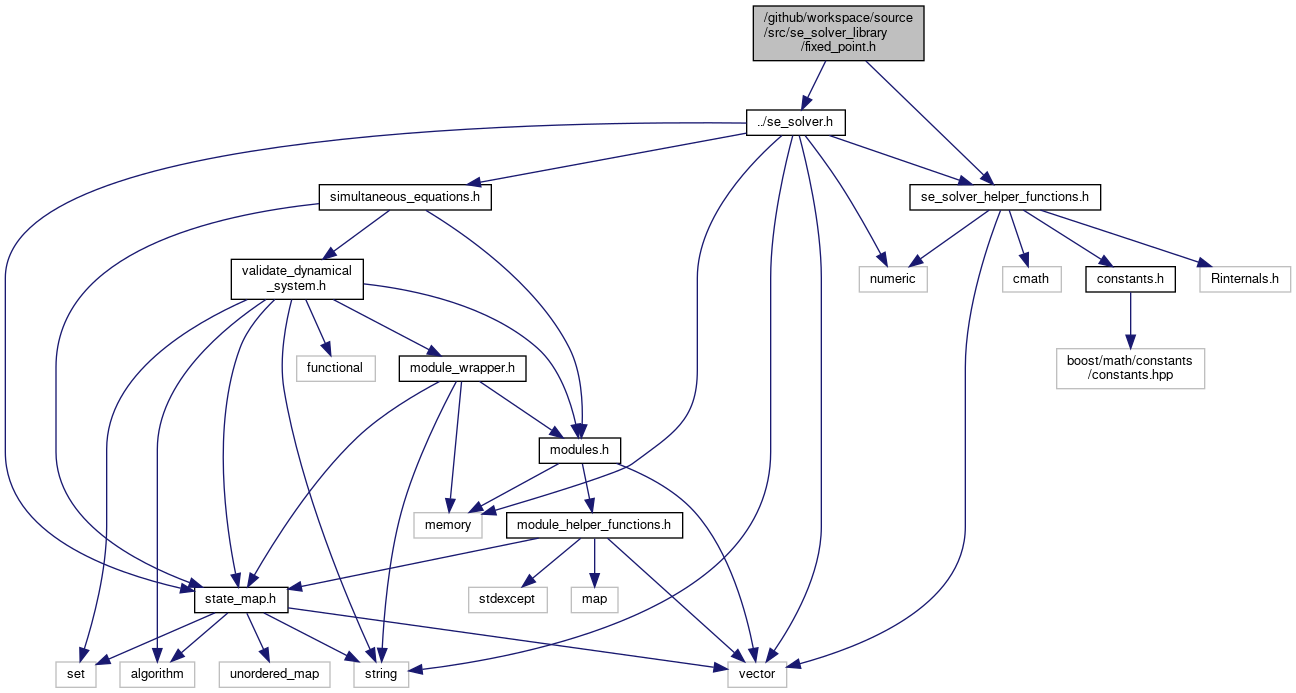 /github/workspace/source
/src/se_solver_library
/fixed_point.h
../se_solver.h
simultaneous_equations.h
se_solver_helper_functions.h
validate_dynamical
_system.h
numeric
cmath
constants.h
Rinternals.h
functional
module_wrapper.h
boost/math/constants
/constants.hpp
modules.h
memory
module_helper_functions.h
state_map.h
stdexcept
map
set
algorithm
unordered_map
string
vector